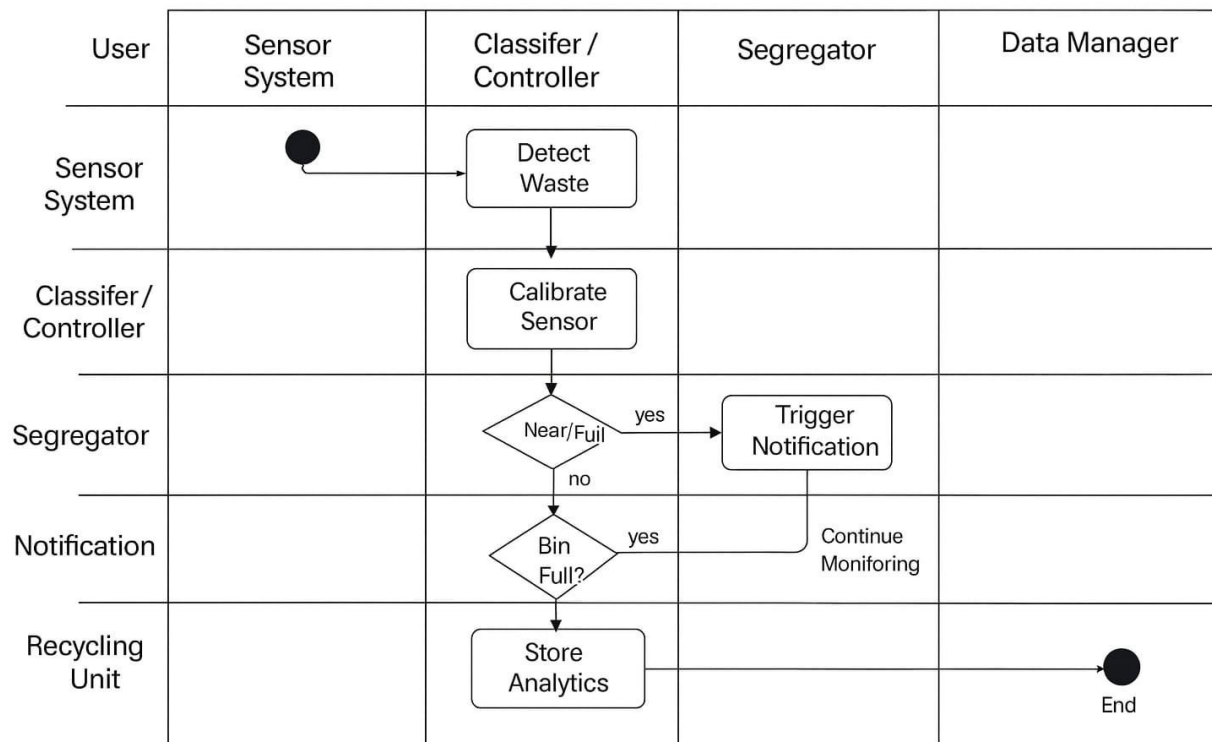 User
Sensor
System
Classifer /
Controller
Segregator
Data Manager
Sensor
System
Detect
Waste
Classifer /
Controller
Calibrate
Sensor
Segregator
Near/Fuil
yes
Trigger
Notification
no
Notification
Bin
Full?
yes
Continue
Moniforing
Recycling
Unit
Store
Analytics
End